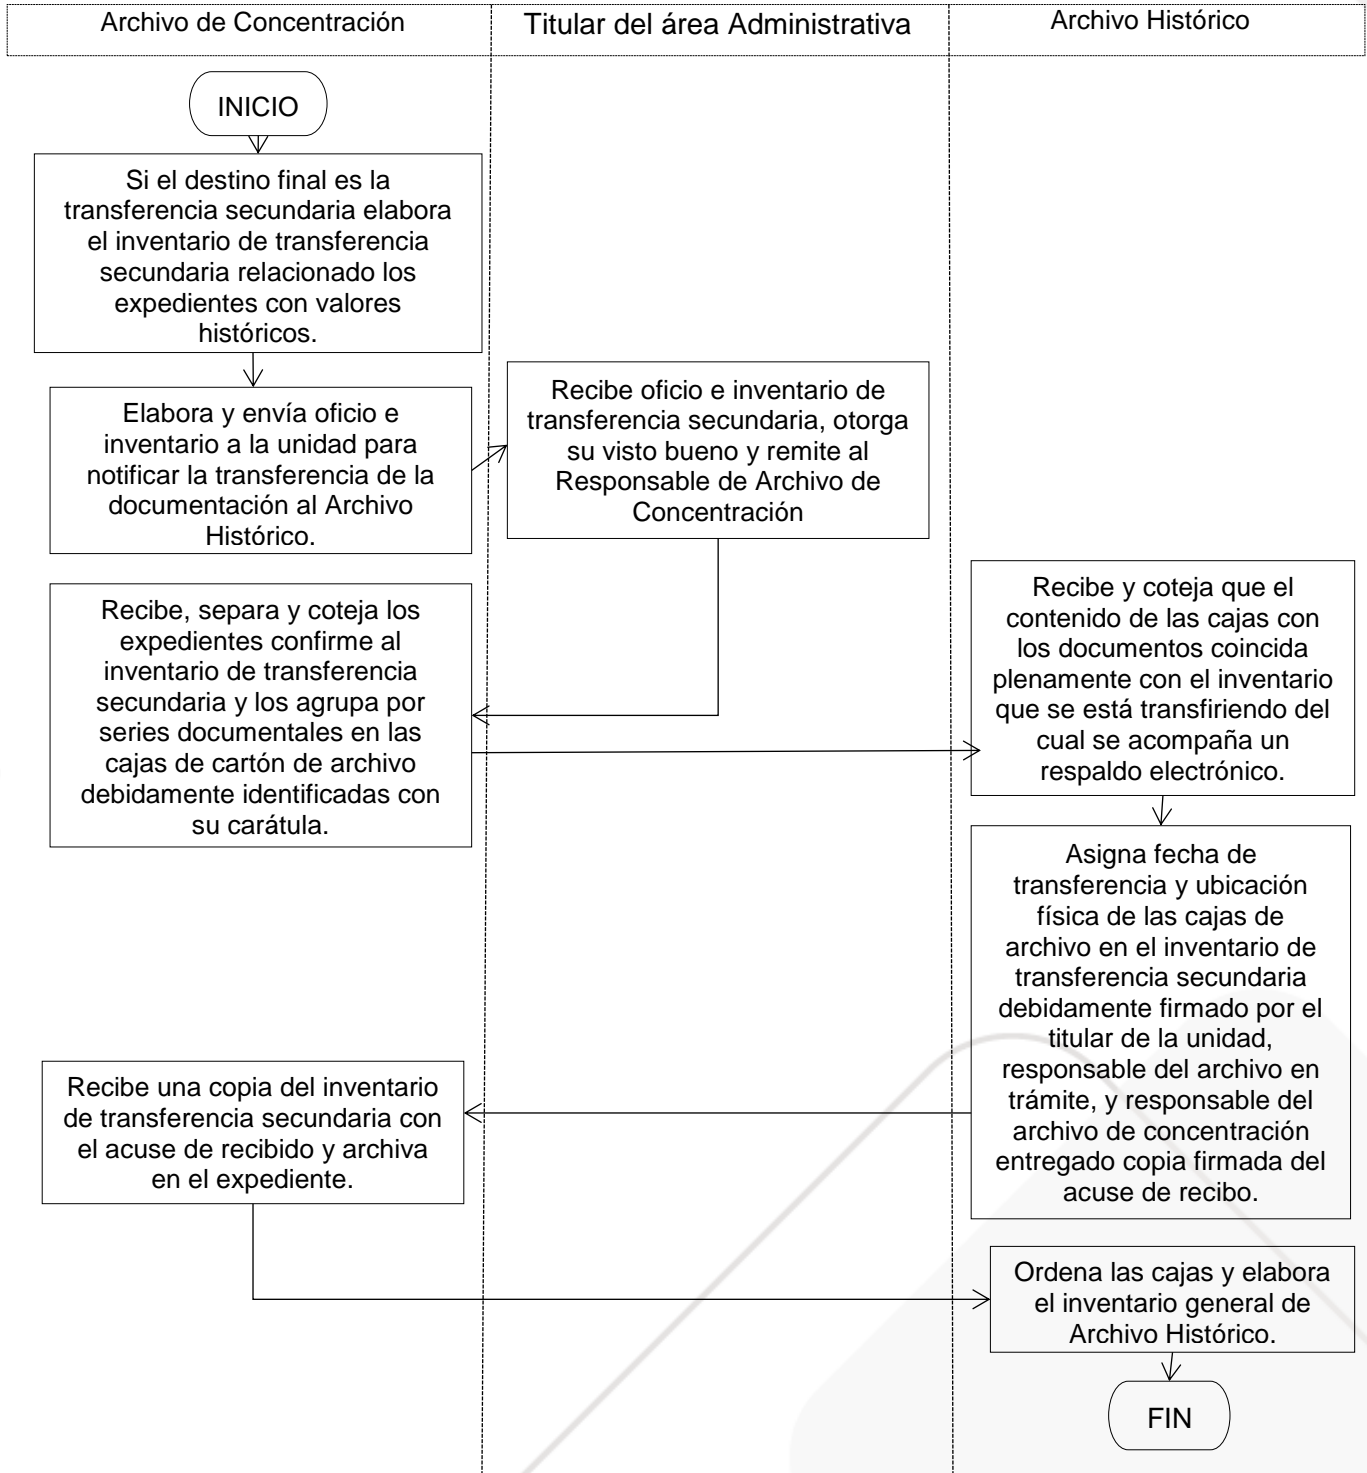 Archivo de Concentración
Titular del área Administrativa
Archivo Histórico
INICIO
Si el destino final es la
transferencia secundaria elabora
el inventario de transferencia
secundaria relacionado los
expedientes con valores
históricos.
Elabora y envía oficio e
inventario a la unidad para
notificar la transferencia de la
documentación al Archivo
Histórico.
Recibe oficio e inventario de
transferencia secundaria, otorga
su visto bueno y remite al
Responsable de Archivo de
Concentración
Recibe, separa y coteja los
expedientes confirme al
inventario de transferencia
secundaria y los agrupa por
series documentales en las
cajas de cartón de archivo
debidamente identificadas con
su carátula.
Recibe y coteja que el
contenido de las cajas con
los documentos coincida
plenamente con el inventario
que se está transfiriendo del
cual se acompaña un
respaldo electrónico.
Asigna fecha de
transferencia y ubicación
física de las cajas de
archivo en el inventario de
transferencia secundaria
debidamente firmado por el
titular de la unidad,
responsable del archivo en
trámite, y responsable del
archivo de concentración
entregado copia firmada del
acuse de recibo.
Recibe una copia del inventario
de transferencia secundaria con
el acuse de recibido y archiva
en el expediente.
Ordena las cajas y elabora
el inventario general de
Archivo Histórico.
FIN